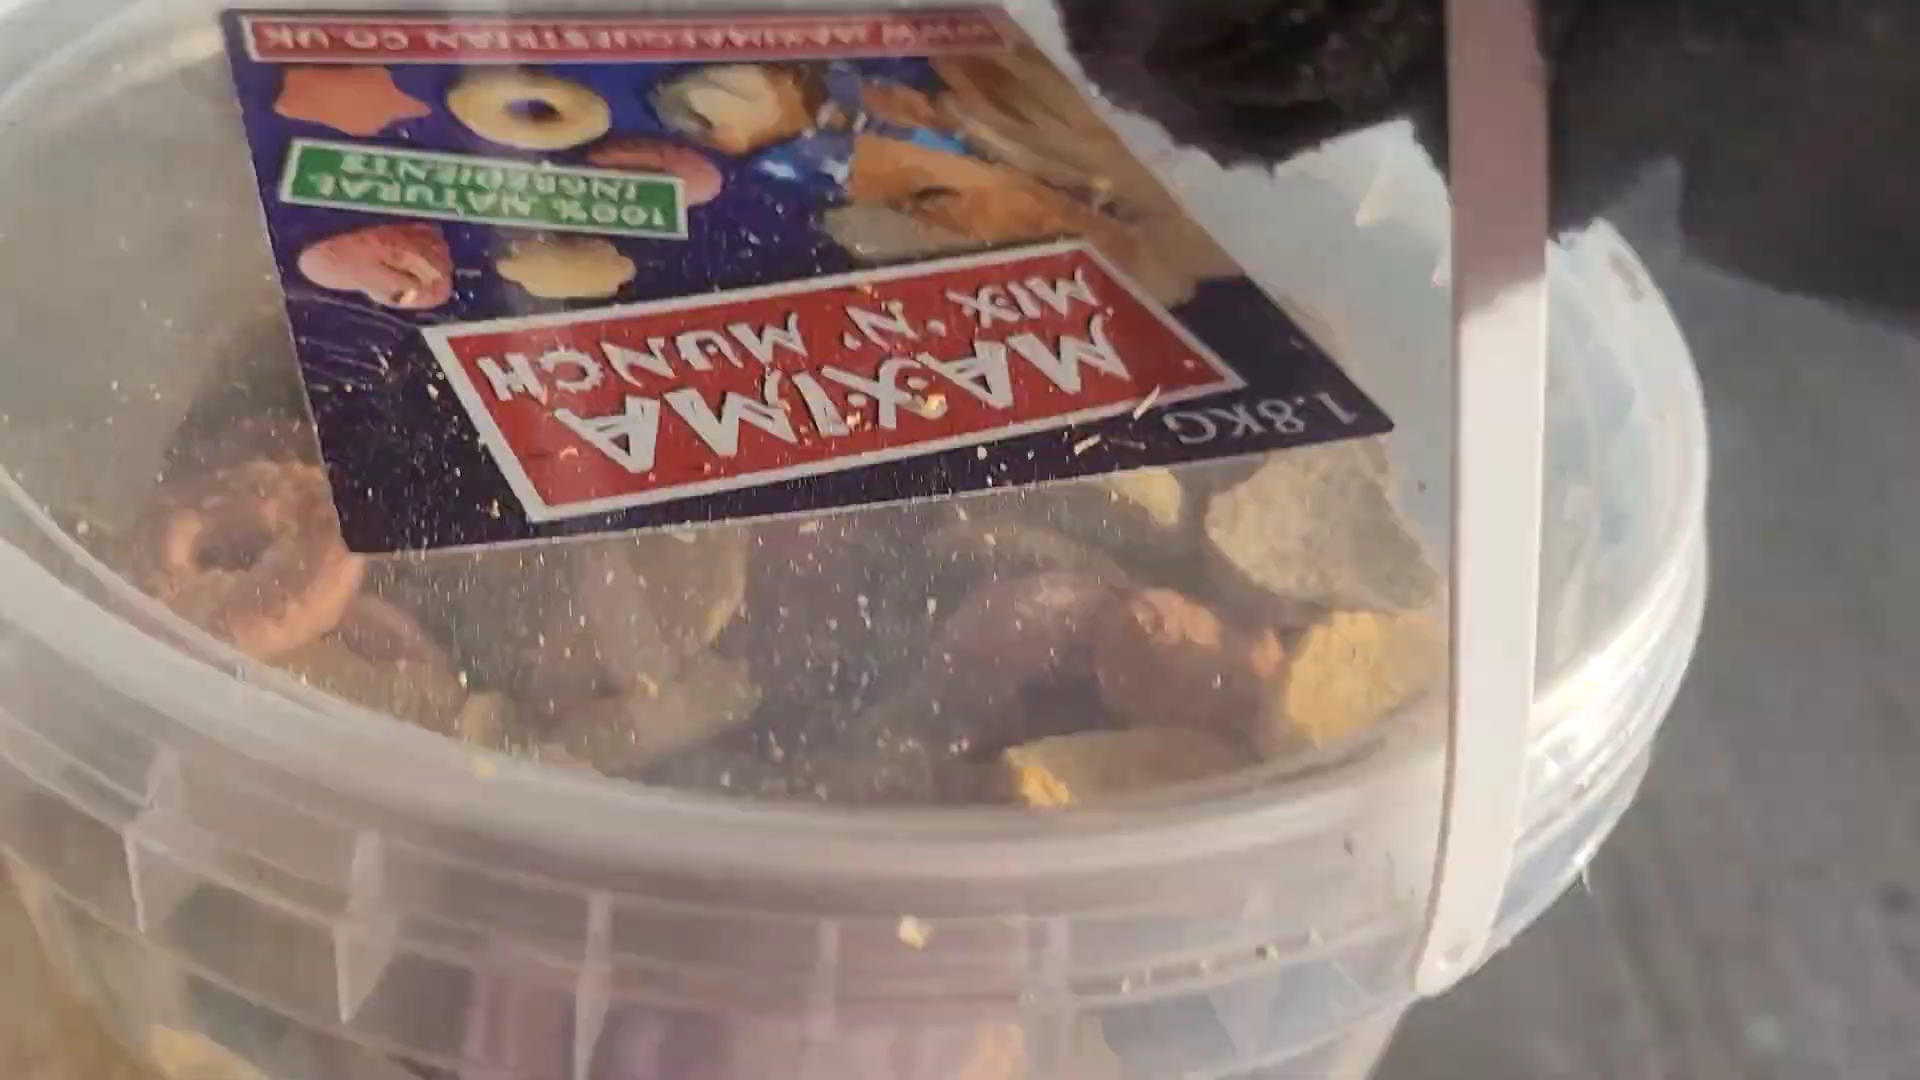 1.8KG
MAXIMA
MIX 'N' MUNCH
100% NATURAL
INGREDIENTS
WWW.MAXIMAEQUESTRIAN.CO.UK